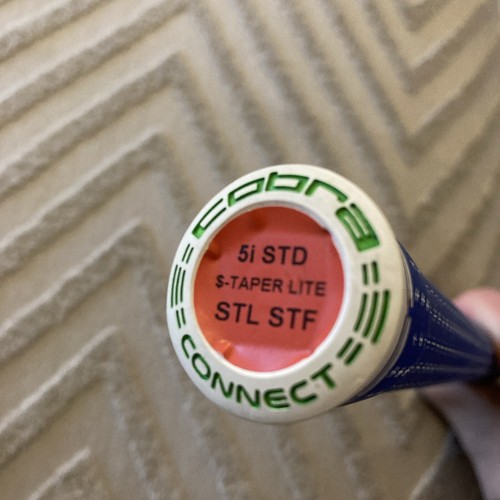 cobra
5i STD
$-TAPER LITE
STL STF
CONNECT